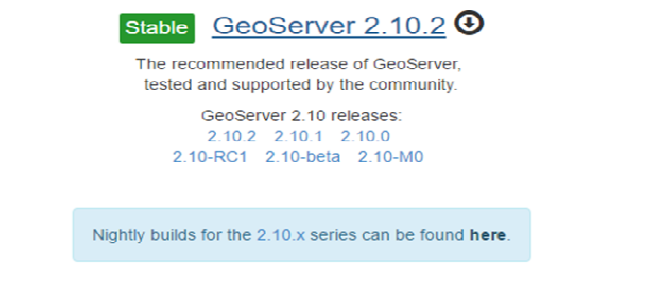 Stable GeoServer 2.10.2
The recommended release of GeoServer,
tested and supported by the community.
GeoServer 2.10 releases:
2.10.2 2.10.1 2.10.0
2.10-RC1 2.10-beta 2.10-M0
Nightly builds for the 2.10.x series can be found here.